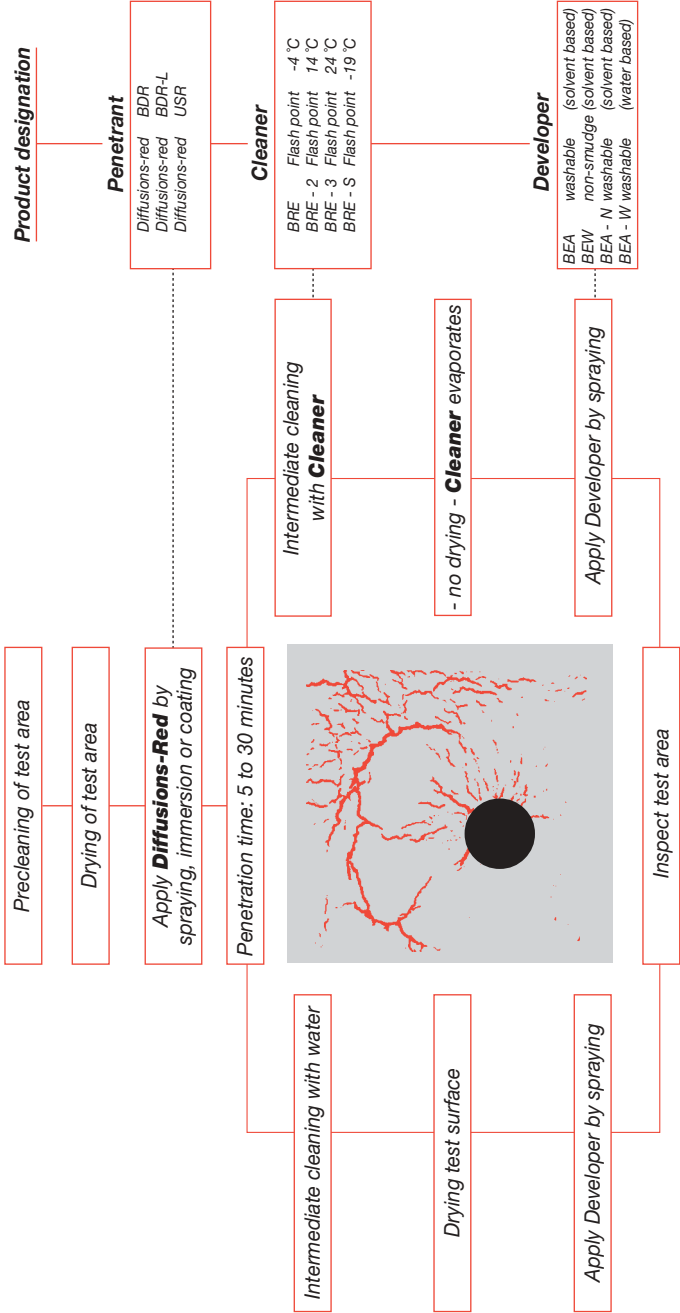 Precleaning of test area
Drying of test area
Apply Diffusions-Red by
spraying, immersion or coating
Penetration time: 5 to 30 minutes
Intermediate cleaning with water
Drying test surface
Apply Developer by spraying
Intermediate cleaning
with Cleaner
- no drying - Cleaner evaporates
Apply Developer by spraying
Inspect test area
Product designation
Penetrant
Diffusions-red BDR
Diffusions-red BDR-L
Diffusions-red USR
Cleaner
BRE Flash point -4 °C
BRE - 2 Flash point 14 °C
BRE - 3 Flash point 24 °C
BRE - S Flash point -19 °C
Developer
BEA washable (solvent based)
BEW non-smudge (solvent based)
BEA - N washable (solvent based)
BEA - W washable (water based)